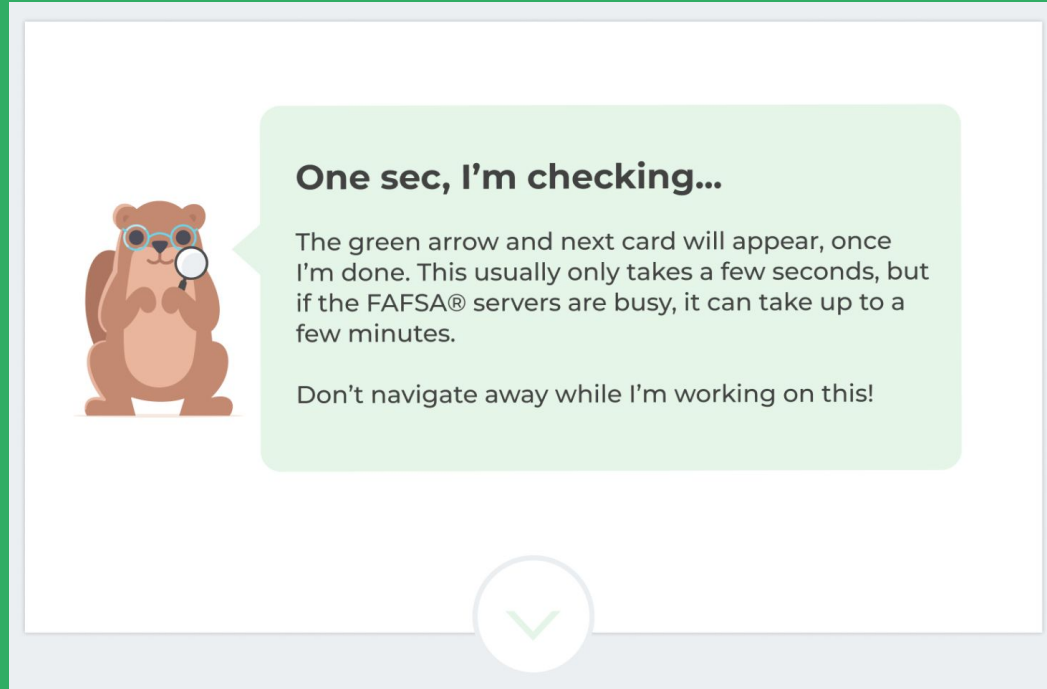 One sec, I’m checking...
The green arrow and next card will appear, once
I’m done. This usually only takes a few seconds, but
if the FAFSA® servers are busy, it can take up to a
few minutes.
Don’t navigate away while I’m working on this!